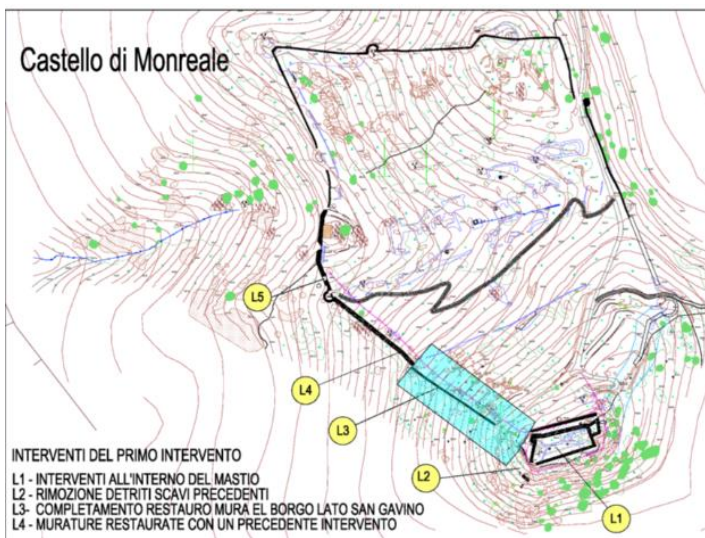 Castello di Monreale
L5
L4
L3
L2
L1
INTERVENTI DEL PRIMO INTERVENTO
L1 - INTERVENTI ALL'INTERNO DEL MASTIO
L2 - RIMOZIONE DETRITI SCAVI PRECEDENTI
L3- COMPLETAMENTO RESTAURO MURA EL BORGO LATO SAN GAVINO
L4 - MURATURE RESTAURATE CON UN PRECEDENTE INTERVENTO